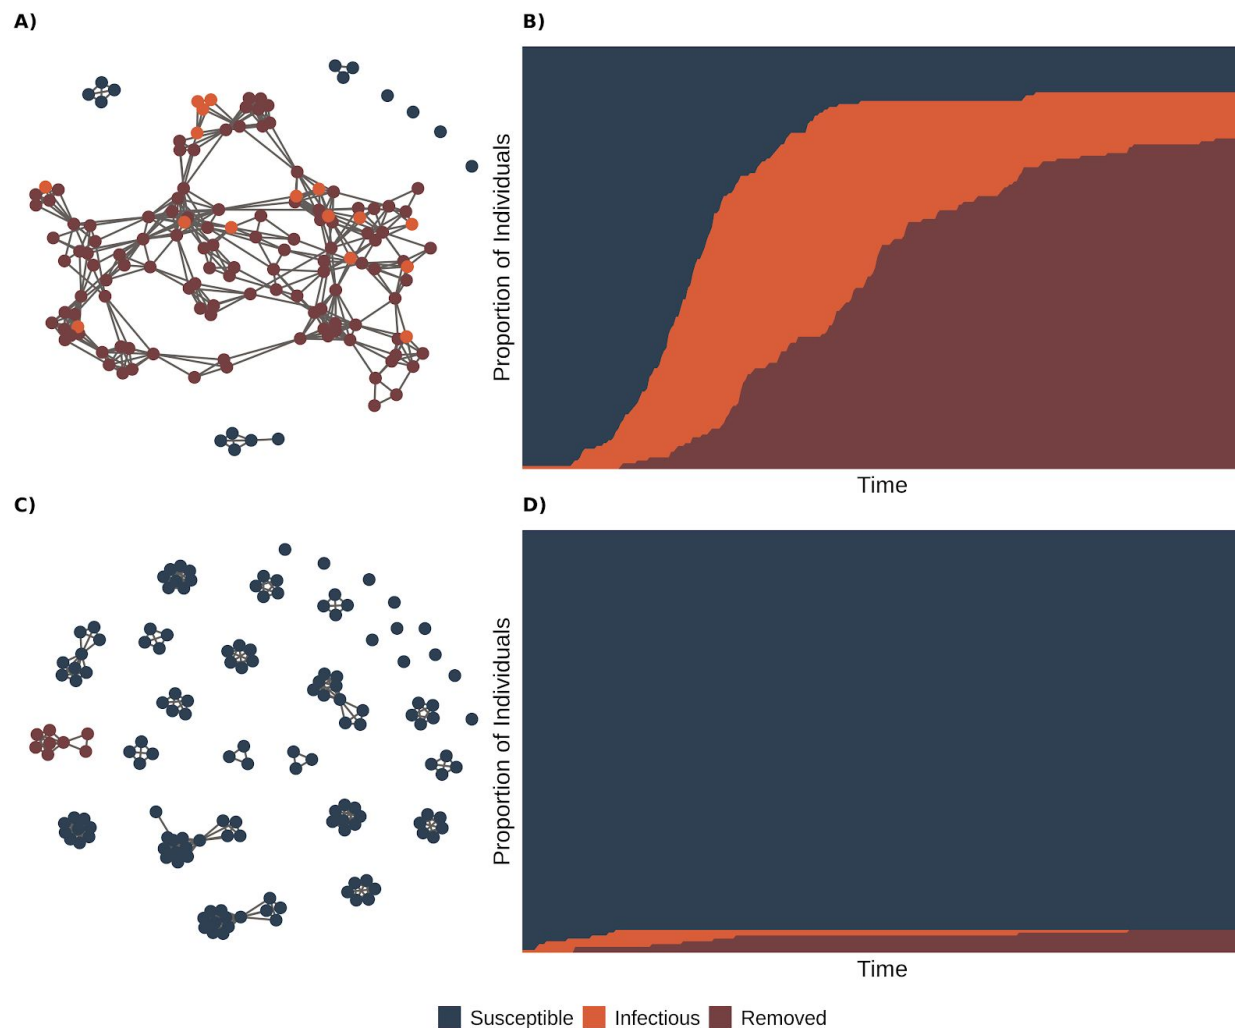 A)
B)
Proportion of Individuals
Time
C)
D)
Proportion of Individuals
Time
Susceptible Infectious Removed